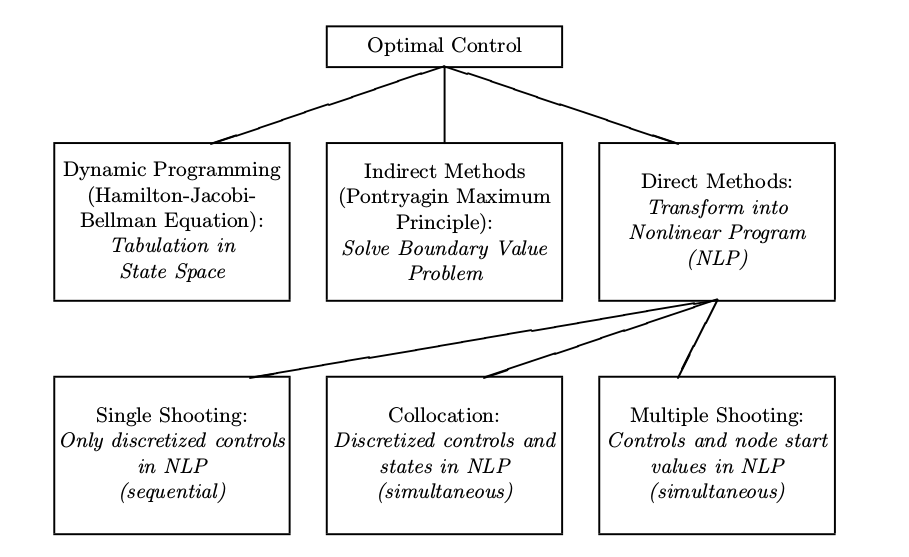 Optimal Control
Dynamic Programming
(Hamilton-Jacobi-
Bellman Equation):
Tabulation in
State Space
Indirect Methods
(Pontryagin Maximum
Principle):
Solve Boundary Value
Problem
Direct Methods:
Transform into
Nonlinear Program
(NLP)
Single Shooting:
Only discretized controls
in NLP
(sequential)
Collocation:
Discretized controls and
states in NLP
(simultaneous)
Multiple Shooting:
Controls and node start
values in NLP
(simultaneous)